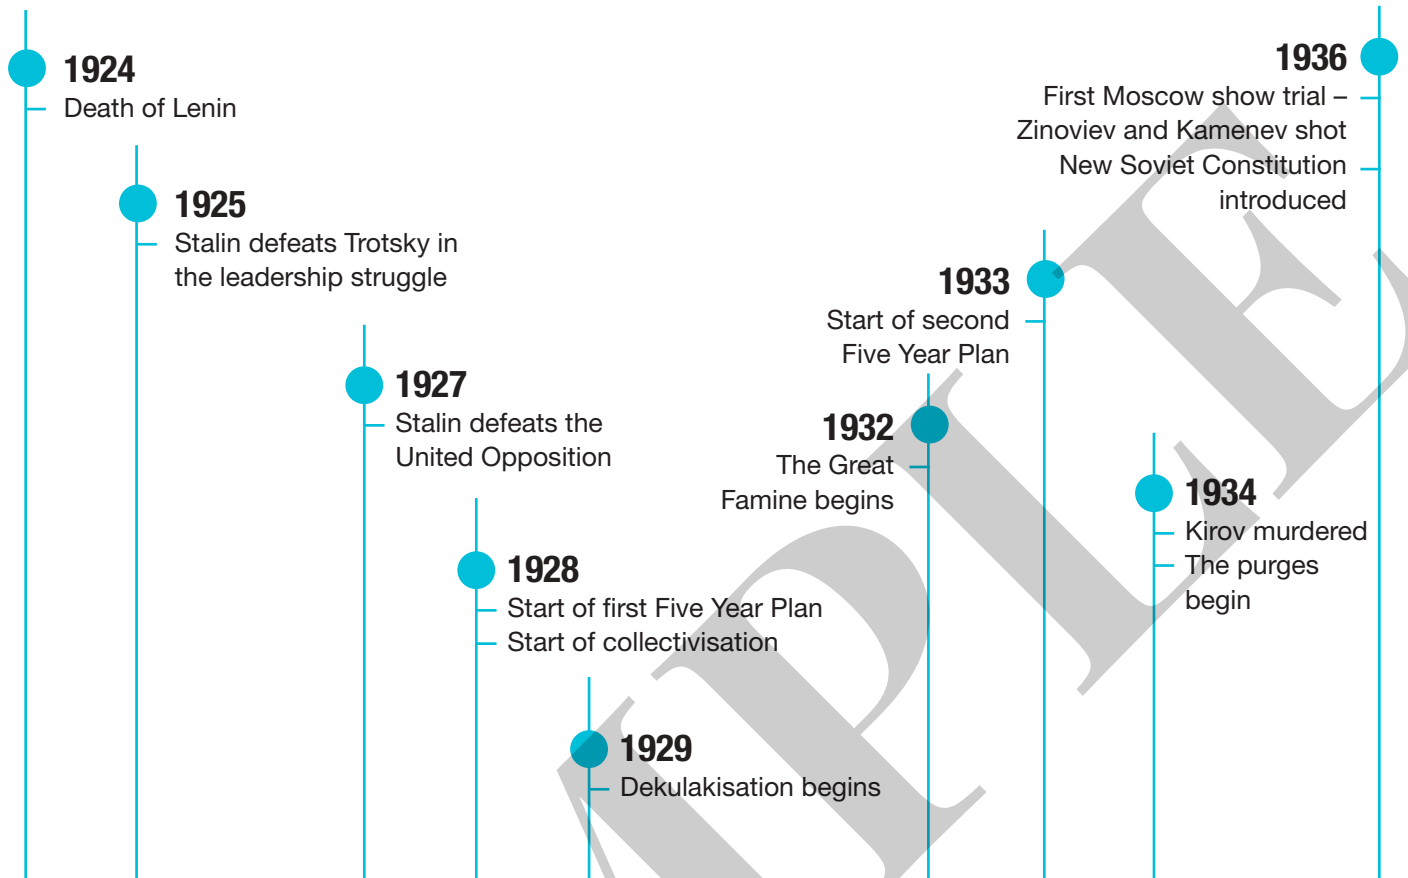 1924
Death of Lenin
1925
Stalin defeats Trotsky in
the leadership struggle
1927
Stalin defeats the
United Opposition
1928
Start of first Five Year Plan
Start of collectivisation
1929
Dekulakisation begins
1932
The Great
Famine begins
1933
Start of second
Five Year Plan
1934
Kirov murdered
The purges
begin
1936
First Moscow show trial –
Zinoviev and Kamenev shot
New Soviet Constitution
introduced
MPLE